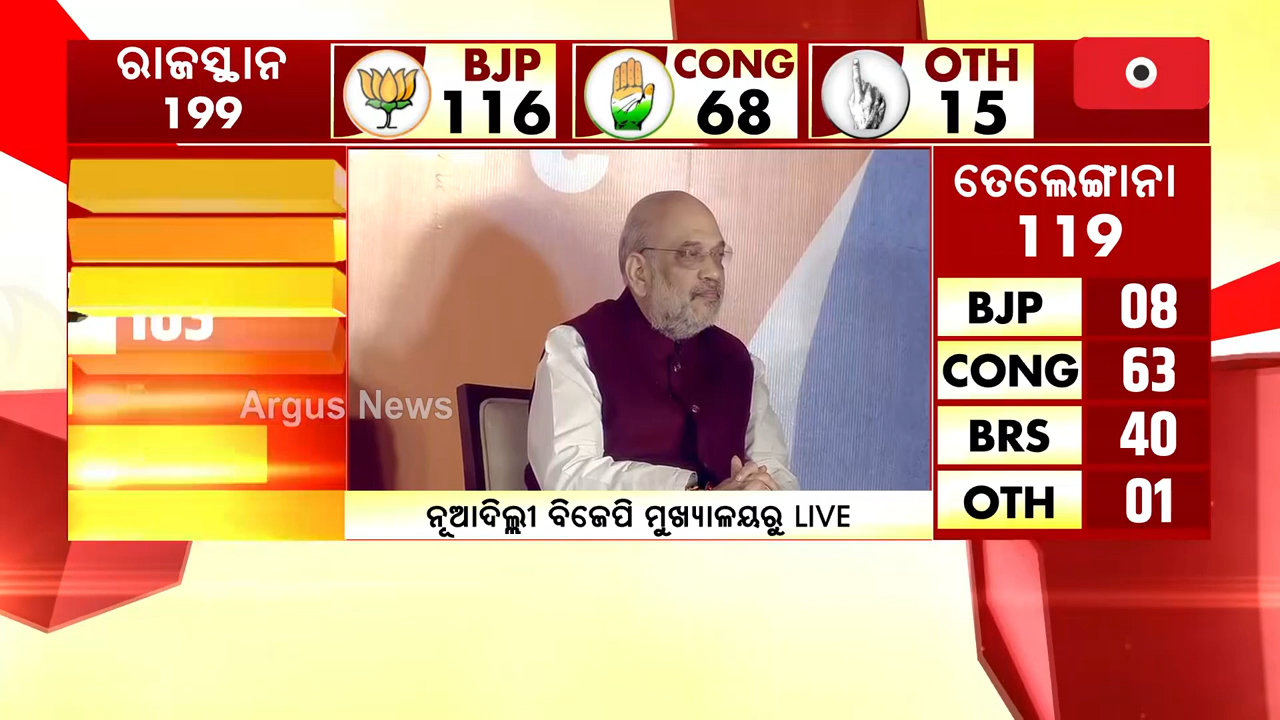 ରାଜସ୍ଥାନ
199
BJP
116
CONG
68
OTH
15
ତେଲେଙ୍ଗାନା
119
BJP 08
CONG 63
BRS 40
OTH 01
Argus News
ନୂଆଦିଲ୍ଲୀ ବିଜେପି ମୁଖ୍ୟାଳୟରୁ LIVE